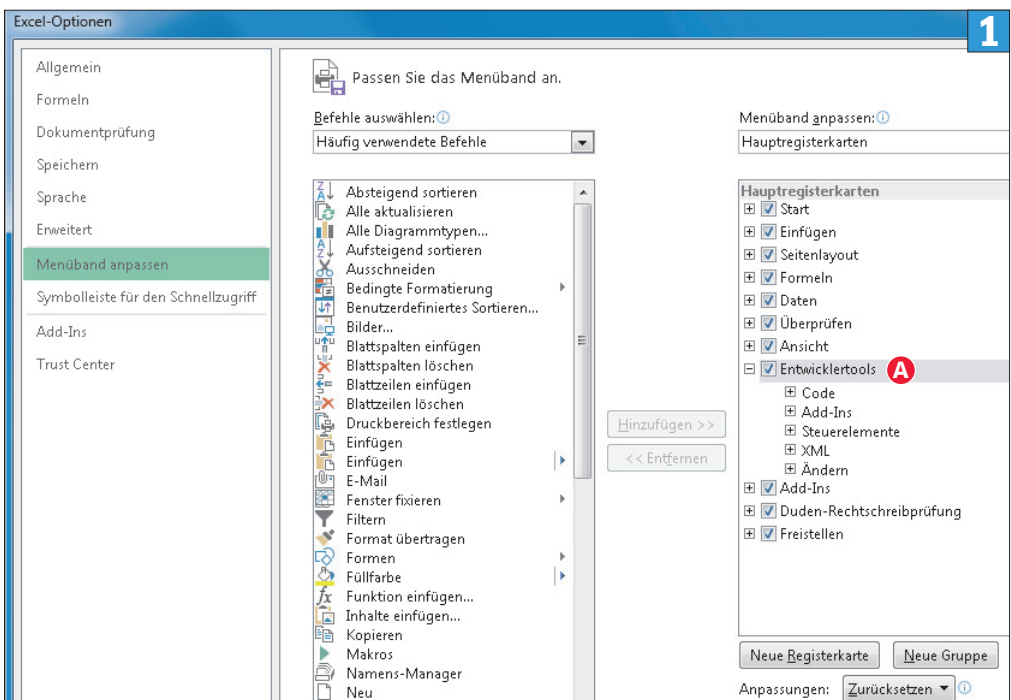 Excel-Optionen
1
Allgemein
Formeln
Dokumentprüfung
Speichern
Sprache
Erweitert
Menüband anpassen
Symbolleiste für den Schnellzugriff
Add-Ins
Trust Center
Passen Sie das Menüband an.
Befehle auswählen:
Häufig verwendete Befehle
Absteigend sortieren
Alle aktualisieren
Alle Diagrammtypen...
Aufsteigend sortieren
Ausschneiden
Bedingte Formatierung
Benutzerdefiniertes Sortieren...
Bilder...
Blattspalten einfügen
Blattspalten löschen
Blattzeilen einfügen
Blattzeilen löschen
Druckbereich festlegen
Einfügen
Einfügen
E-Mail
Fenster fixieren
Filtern
Format übertragen
Formen
Füllfarbe
Funktion einfügen...
Inhalte einfügen...
Kopieren
Makros
Namens-Manager
Neu
Hinzufügen >>
<< Entfernen
Menüband anpassen:
Hauptregisterkarten
Hauptregisterkarten
Start
Einfügen
Seitenlayout
Formeln
Daten
Überprüfen
Ansicht
Entwicklertools A
Code
Add-Ins
Steuerelemente
XML
Ändern
Add-Ins
Duden-Rechtschreibprüfung
Freistellen
Neue Registerkarte Neue Gruppe
Anpassungen: Zurücksetzen